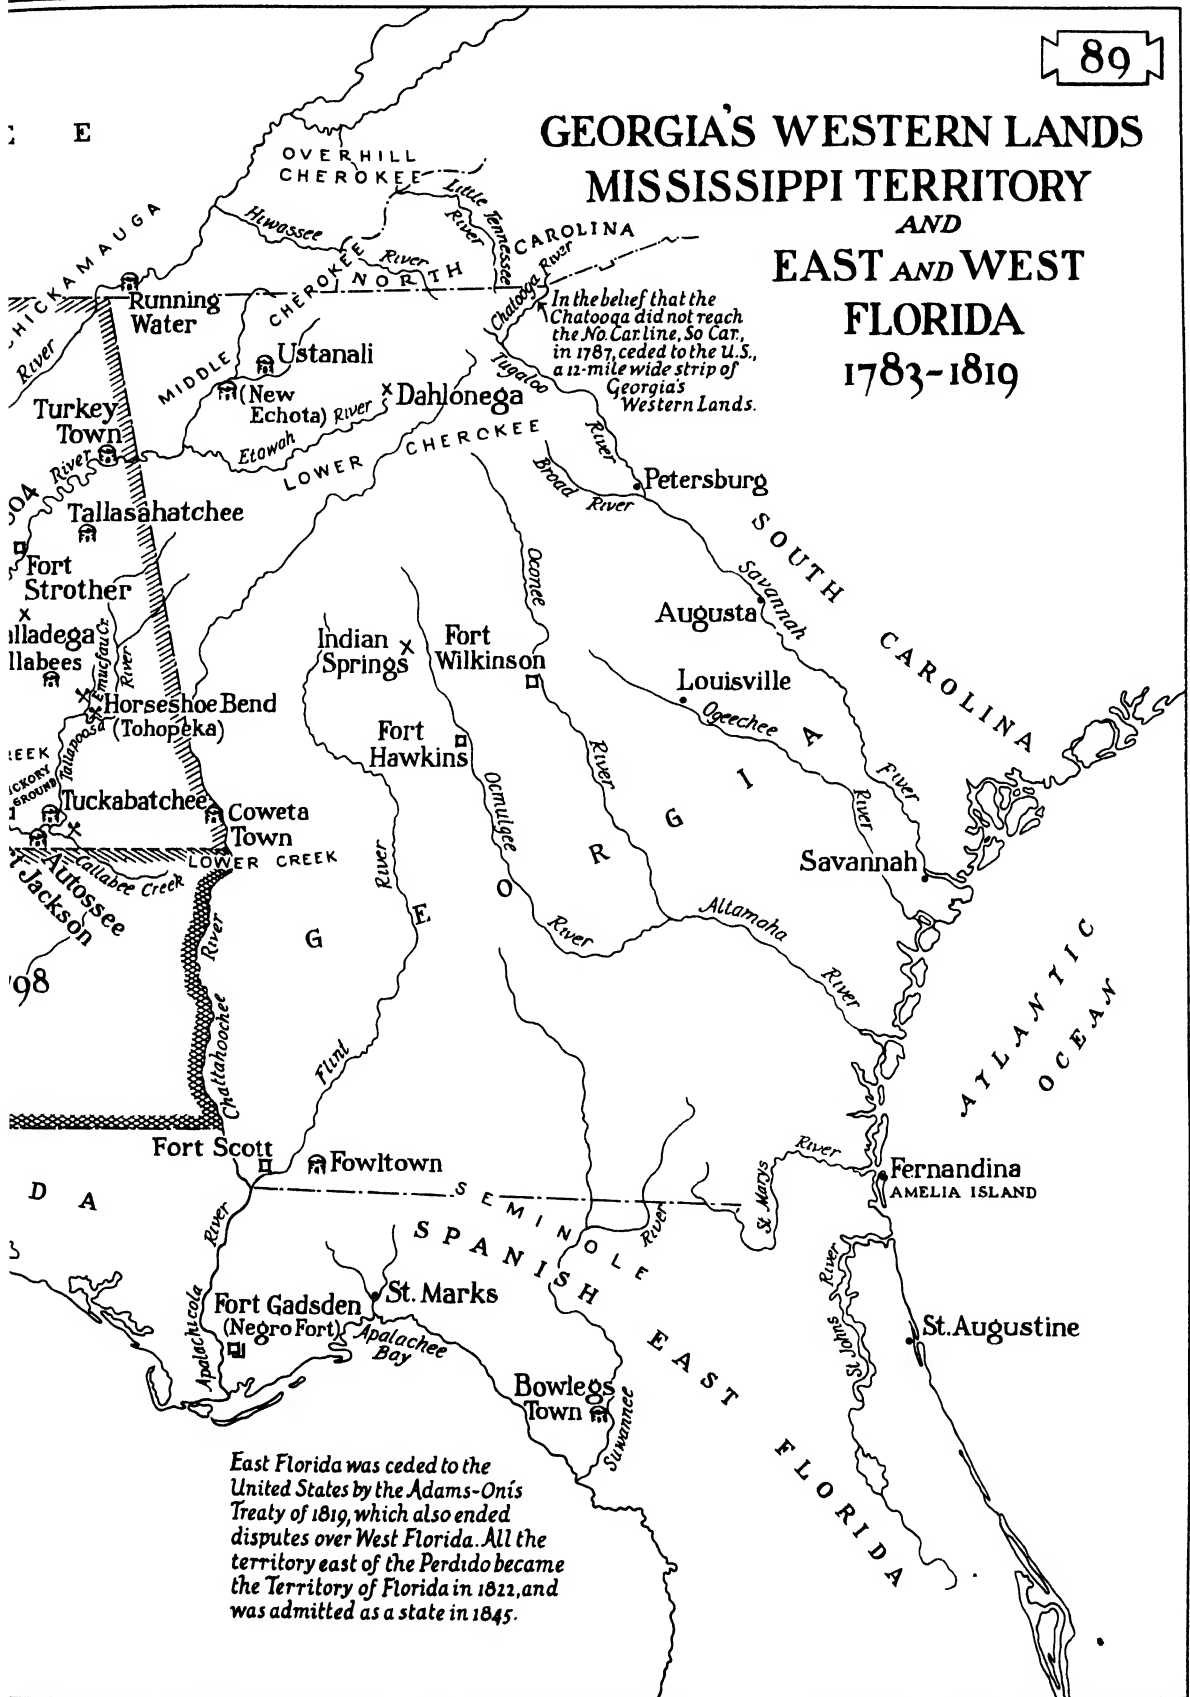 89
GEORGIA'S WESTERN LANDS
MISSISSIPPI TERRITORY
AND
EAST AND WEST
FLORIDA
1783-1819
E
OVERHILL
CHEROKEE
Little Tennessee
River
Hiwassee
River
CHEROKEE
MIDDLE
NORTH
CAROLINA
Chatooga River
CHICKAMAUGA
River
Running
Water
In the belief that the
Chatooga did not reach
the No. Car. line, So Car.,
in 1787, ceded to the U.S.,
a 12-mile wide strip of
Georgia's
Western Lands.
Ustanali
(New
Echota)
Etowah
River
Dahlonega
Tugaloo
River
LOWER
CHEROKEE
Turkey
Town
River
Broad
River
Petersburg
SOUTH
CAROLINA
Tallasahatchee
Fort
Strother
Oconee
River
Savannah
River
Augusta
Indian
Springs
Fort
Wilkinson
Emucfau Cr.
River
Horseshoe Bend
(Tohopeka)
Tallapoosa
Louisville
Ogeechee
River
Fort
Hawkins
Ocmulgee
River
GROUND
Tuckabatchee
Coweta
Town
LOWER CREEK
Callabee Creek
Autossee
Jackson
Savannah
GEORGIA
River
Chattahoochee
Flint
River
Altamaha
River
ATLANTIC
OCEAN
Fort Scott
Fowltown
St. Marys
River
Fernandina
AMELIA ISLAND
D A
SEMINOLE
SPANISH
EAST FLORIDA
River
River
Apalachicola
Fort Gadsden
(Negro Fort)
St. Marks
Apalachee
Bay
River
St. Johns
St. Augustine
Bowlegs
Town
Suwannee
East Florida was ceded to the
United States by the Adams-Onís
Treaty of 1819, which also ended
disputes over West Florida. All the
territory east of the Perdido became
the Territory of Florida in 1822, and
was admitted as a state in 1845.